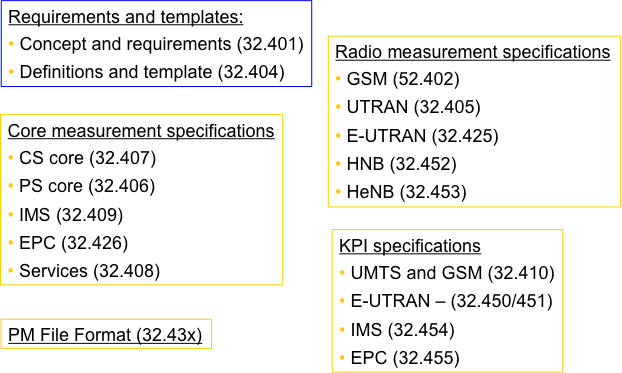 Requirements and templates:
• Concept and requirements (32.401)
• Definitions and template (32.404)
Core measurement specifications
• CS core (32.407)
• PS core (32.406)
• IMS (32.409)
• EPC (32.426)
• Services (32.408)
PM File Format (32.43x)
Radio measurement specifications
• GSM (52.402)
• UTRAN (32.405)
• E-UTRAN (32.425)
• HNB (32.452)
• HeNB (32.453)
KPI specifications
• UMTS and GSM (32.410)
• E-UTRAN – (32.450/451)
• IMS (32.454)
• EPC (32.455)